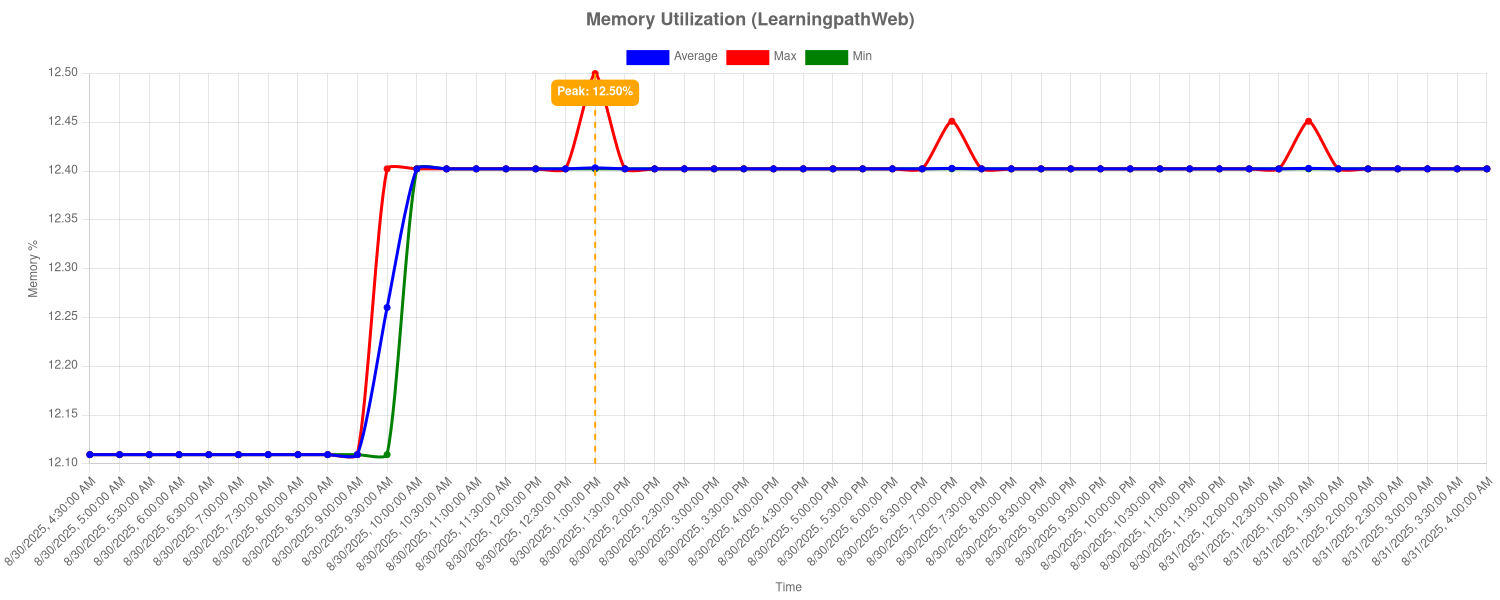 Memory Utilization (LearningpathWeb)
Average Max Min
12.50
Peak: 12.50%
12.45
12.40
12.35
12.30
12.25
12.20
12.15
12.10
Memory %
8/30/2025, 4:30:00 AM
8/30/2025, 5:00:00 AM
8/30/2025, 5:30:00 AM
8/30/2025, 6:00:00 AM
8/30/2025, 6:30:00 AM
8/30/2025, 7:00:00 AM
8/30/2025, 7:30:00 AM
8/30/2025, 8:00:00 AM
8/30/2025, 8:30:00 AM
8/30/2025, 9:00:00 AM
8/30/2025, 9:30:00 AM
8/30/2025, 10:00:00 AM
8/30/2025, 10:30:00 AM
8/30/2025, 11:00:00 AM
8/30/2025, 11:30:00 AM
8/30/2025, 12:00:00 PM
8/30/2025, 12:30:00 PM
8/30/2025, 1:00:00 PM
8/30/2025, 1:30:00 PM
8/30/2025, 2:00:00 PM
8/30/2025, 2:30:00 PM
8/30/2025, 3:00:00 PM
8/30/2025, 3:30:00 PM
8/30/2025, 4:00:00 PM
8/30/2025, 4:30:00 PM
8/30/2025, 5:00:00 PM
8/30/2025, 5:30:00 PM
8/30/2025, 6:00:00 PM
8/30/2025, 6:30:00 PM
8/30/2025, 7:00:00 PM
8/30/2025, 7:30:00 PM
8/30/2025, 8:00:00 PM
8/30/2025, 8:30:00 PM
8/30/2025, 9:00:00 PM
8/30/2025, 9:30:00 PM
8/30/2025, 10:00:00 PM
8/30/2025, 10:30:00 PM
8/30/2025, 11:00:00 PM
8/30/2025, 11:30:00 PM
8/31/2025, 12:00:00 AM
8/31/2025, 12:30:00 AM
8/31/2025, 1:00:00 AM
8/31/2025, 1:30:00 AM
8/31/2025, 2:00:00 AM
8/31/2025, 2:30:00 AM
8/31/2025, 3:00:00 AM
8/31/2025, 3:30:00 AM
8/31/2025, 4:00:00 AM
Time